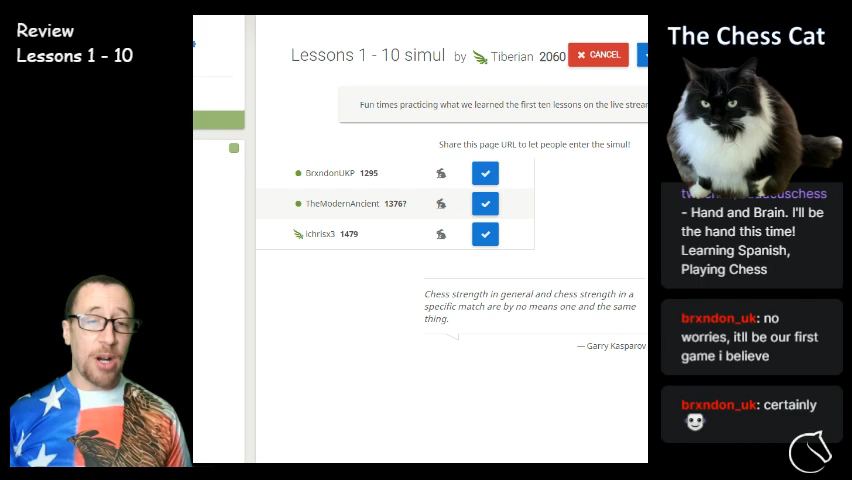 Review
Lessons 1 - 10
Lessons 1 - 10 simul by Tiberian 2060
CANCEL
Fun times practicing what we learned the first ten lessons on the live strea
Share this page URL to let people enter the simul!
BrxndonUKP 1295
TheModernAncient 1376?
ichrisx3 1479
Chess strength in general and chess strength in a
specific match are by no means one and the same
thing.
— Garry Kasparov
The Chess Cat
- Hand and Brain. I'll be
the hand this time!
Learning Spanish,
Playing Chess
brxndon_uk: no
worries, itll be our first
game i believe
brxndon_uk: certainly